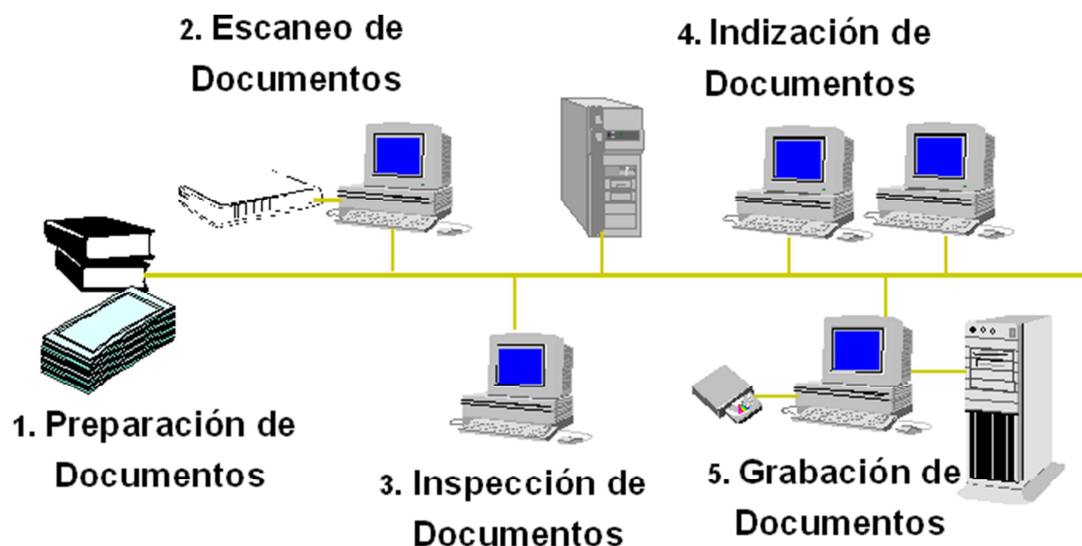 2. Escaneo de
Documentos
4. Indización de
Documentos
1. Preparación de
Documentos
3. Inspección de
Documentos
5. Grabación de
Documentos